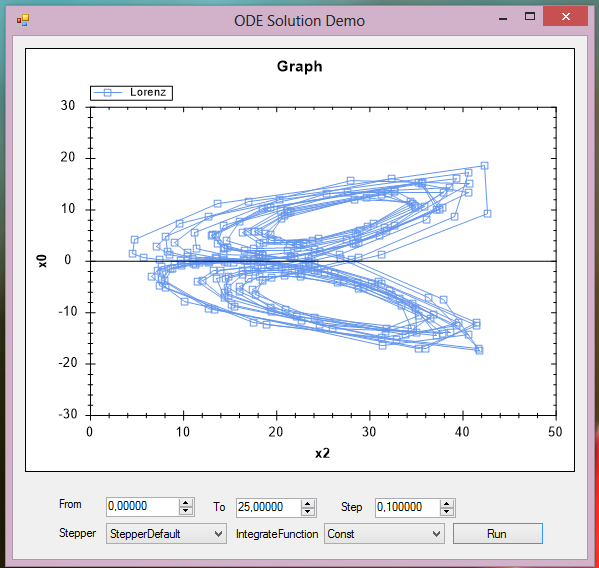 ODE Solution Demo
Graph
Lorenz
30
20
10
0
-10
-20
-30
x0
0 10 20 30 40 50
x2
From 0,00000 To 25,00000 Step 0,100000
Stepper StepperDefault IntegrateFunction Const Run